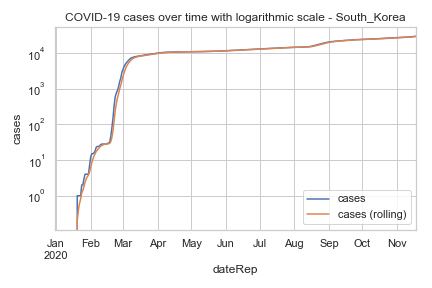 COVID-19 cases over time with logarithmic scale - South_Korea
cases
10⁴
10³
10²
10¹
10⁰
cases
cases (rolling)
Jan Feb Mar Apr May Jun Jul Aug Sep Oct Nov
2020
dateRep